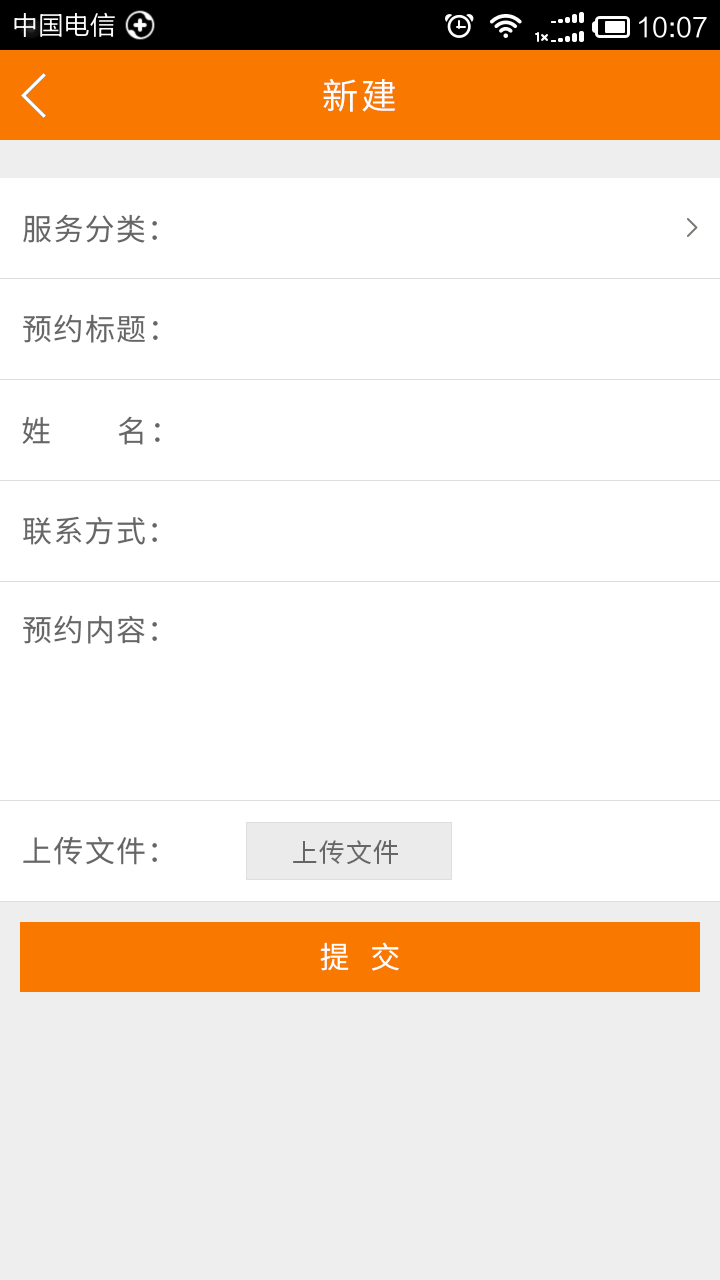 中国电信 1x 10:07
新建
服务分类：
预约标题：
姓 名：
联系方式：
预约内容：
上传文件： 上传文件
提 交